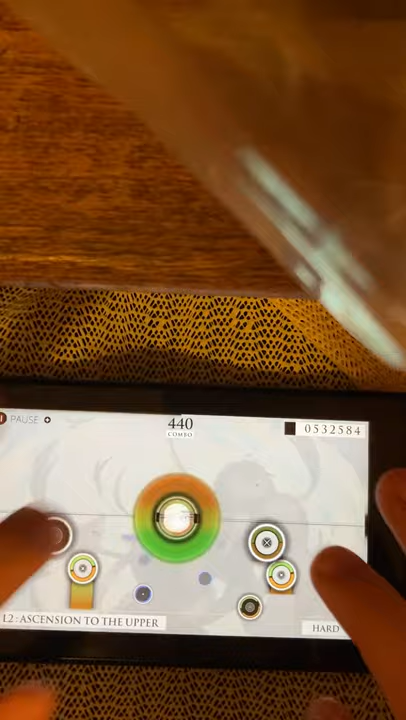 PAUSE
440
COMBO
0532584
L2 : ASCENSION TO THE UPPER
HARD